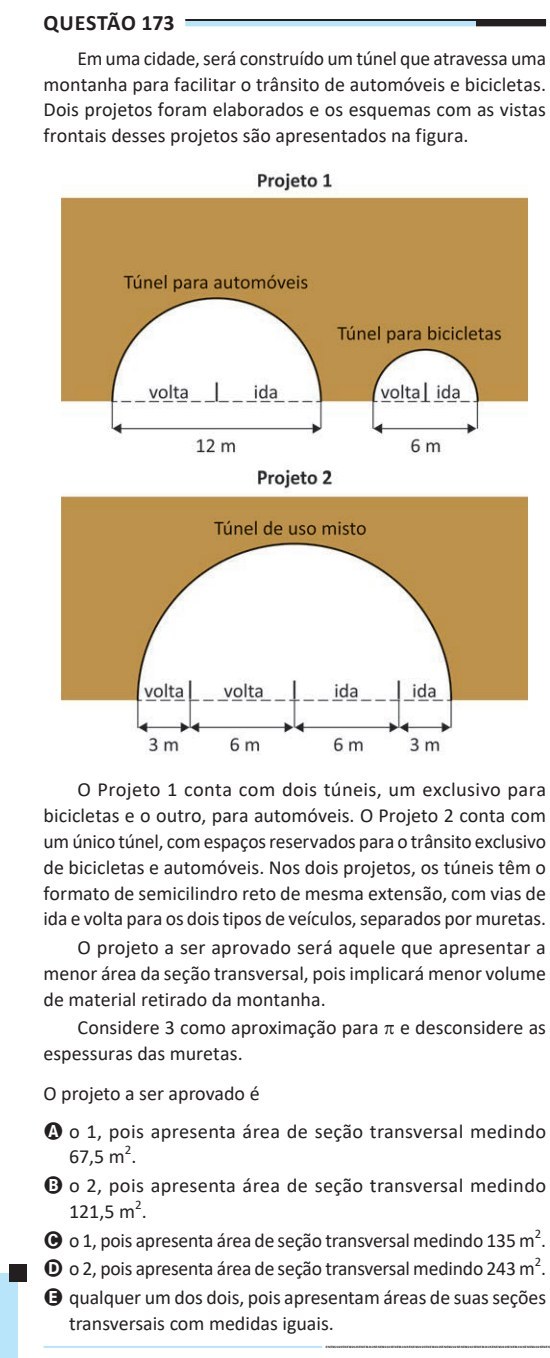 QUESTÃO 173
Em uma cidade, será construído um túnel que atravessa uma
montanha para facilitar o trânsito de automóveis e bicicletas.
Dois projetos foram elaborados e os esquemas com as vistas
frontais desses projetos são apresentados na figura.
Projeto 1
Túnel para automóveis
Túnel para bicicletas
volta ida volta ida
12 m 6 m
Projeto 2
Túnel de uso misto
volta volta ida ida
3 m 6 m 6 m 3 m
O Projeto 1 conta com dois túneis, um exclusivo para
bicicletas e o outro, para automóveis. O Projeto 2 conta com
um único túnel, com espaços reservados para o trânsito exclusivo
de bicicletas e automóveis. Nos dois projetos, os túneis têm o
formato de semicilindro reto de mesma extensão, com vias de
ida e volta para os dois tipos de veículos, separados por muretas.
O projeto a ser aprovado será aquele que apresentar a
menor área da seção transversal, pois implicará menor volume
de material retirado da montanha.
Considere 3 como aproximação para π e desconsidere as
espessuras das muretas.
O projeto a ser aprovado é
A o 1, pois apresenta área de seção transversal medindo
67,5 m².
B o 2, pois apresenta área de seção transversal medindo
121,5 m².
C o 1, pois apresenta área de seção transversal medindo 135 m².
D o 2, pois apresenta área de seção transversal medindo 243 m².
E qualquer um dos dois, pois apresentam áreas de suas seções
transversais com medidas iguais.